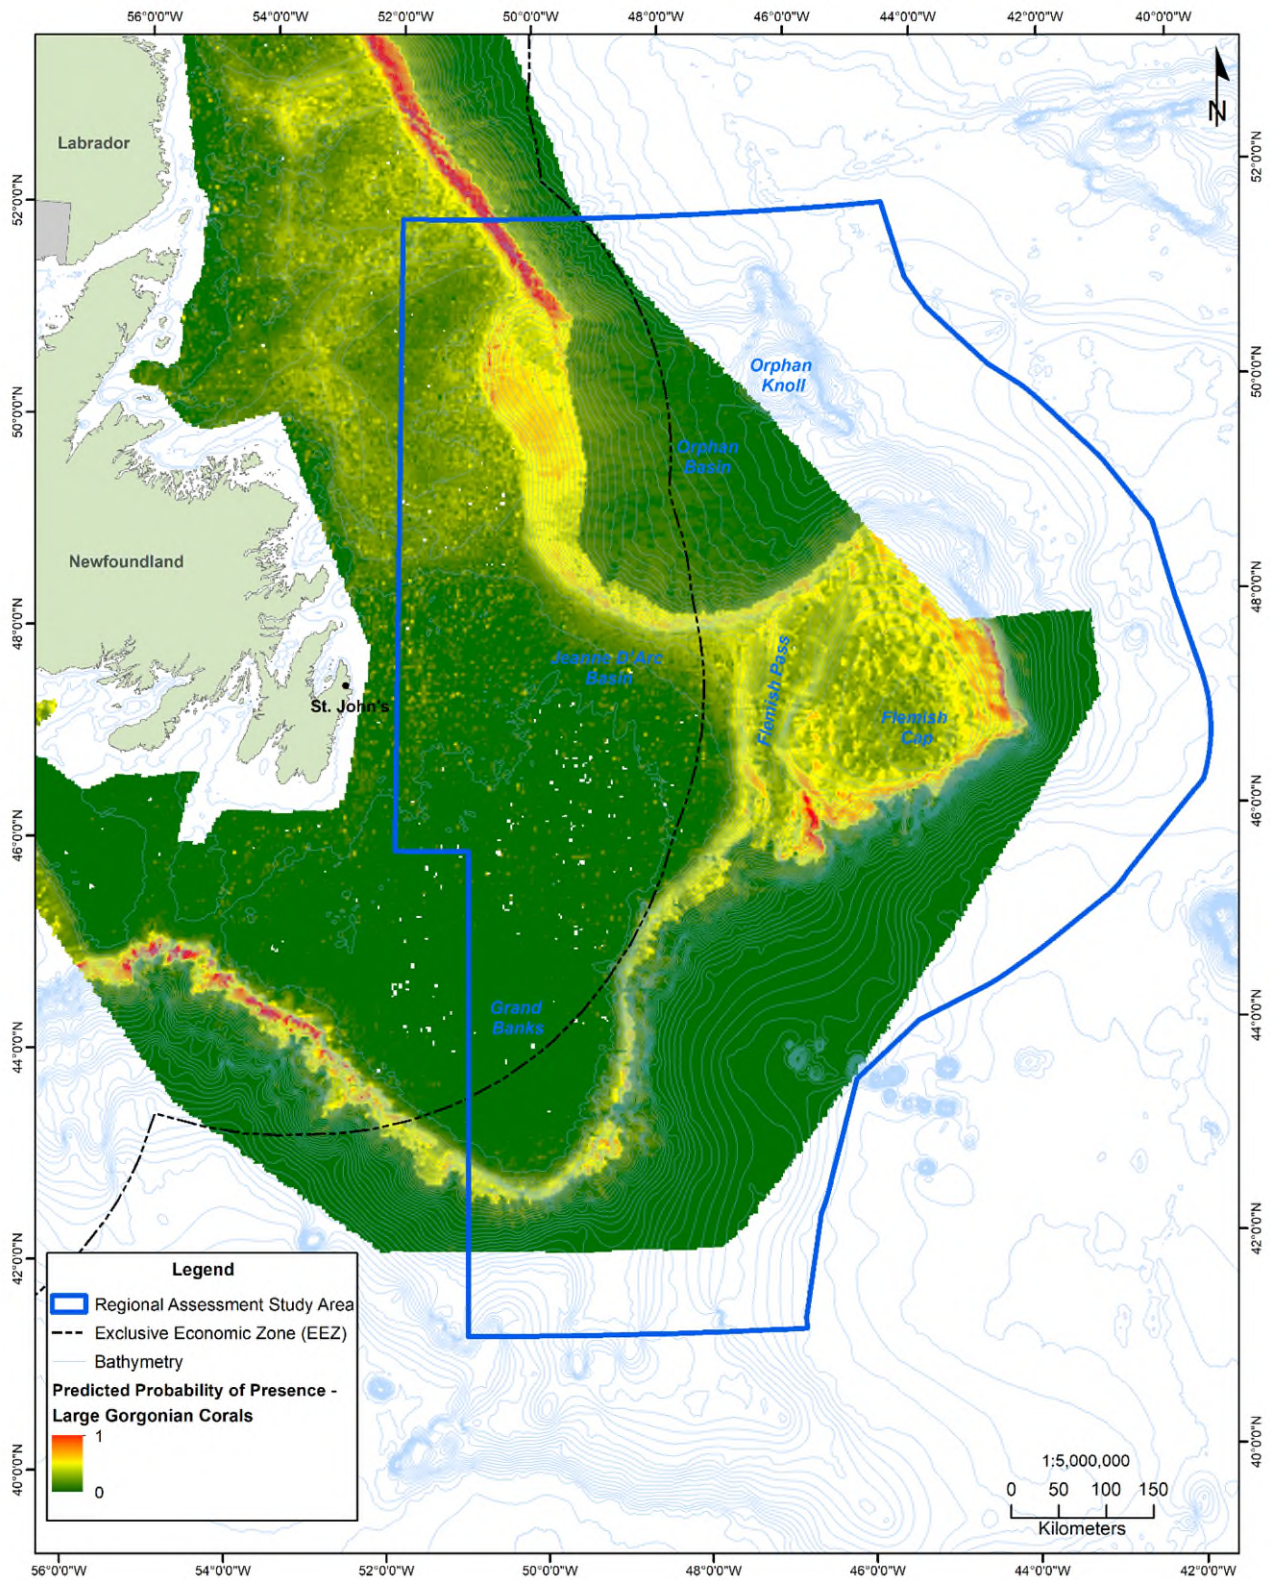 56°0'0"W 54°0'0"W 52°0'0"W 50°0'0"W 48°0'0"W 46°0'0"W 44°0'0"W 42°0'0"W 40°0'0"W
N
Labrador
52°0'0"N
52°0'0"N
Orphan
Knoll
50°0'0"N
50°0'0"N
Orphan
Basin
Newfoundland
48°0'0"N
48°0'0"N
Jeanne D'Arc
Basin
Flemish Pass
St. John's
Flemish
Cap
46°0'0"N
46°0'0"N
Grand
Banks
44°0'0"N
44°0'0"N
42°0'0"N
42°0'0"N
Legend
Regional Assessment Study Area
Exclusive Economic Zone (EEZ)
Bathymetry
Predicted Probability of Presence -
Large Gorgonian Corals
1
0
40°0'0"N
40°0'0"N
1:5,000,000
0 50 100 150
Kilometers
56°0'0"W 54°0'0"W 52°0'0"W 50°0'0"W 48°0'0"W 46°0'0"W 44°0'0"W 42°0'0"W